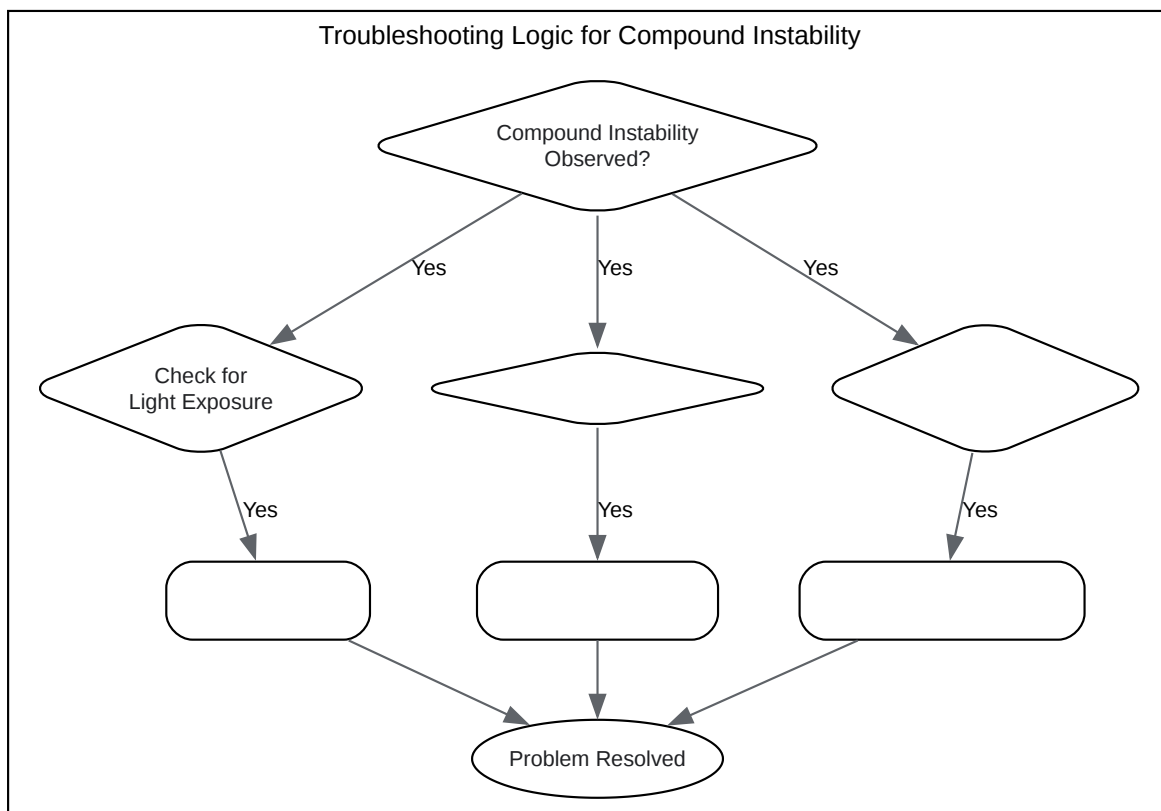 Troubleshooting Logic for Compound Instability
Compound Instability
Observed?
Yes
Yes
Yes
Check for
Light Exposure
Yes
Yes
Yes
Problem Resolved